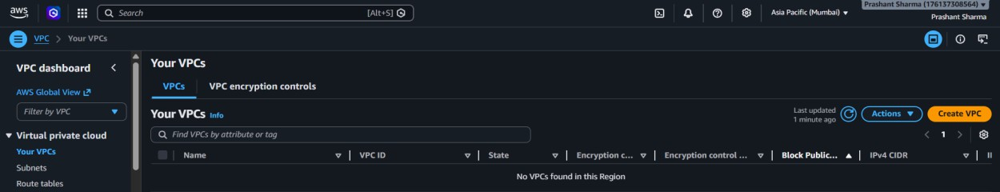 aws
Search [Alt+S] Asia Pacific (Mumbai) Prashant Sharma (176137308564)
Prashant Sharma
VPC > Your VPCs
VPC dashboard
AWS Global View
Filter by VPC
Virtual private cloud
Your VPCs
Subnets
Route tables
Your VPCs
VPCs VPC encryption controls
Your VPCs Info
Last updated
1 minute ago
Actions Create VPC
Find VPCs by attribute or tag
1
Name VPC ID State Encryption c... Encryption control ... Block Public... IPv4 CIDR
No VPCs found in this Region